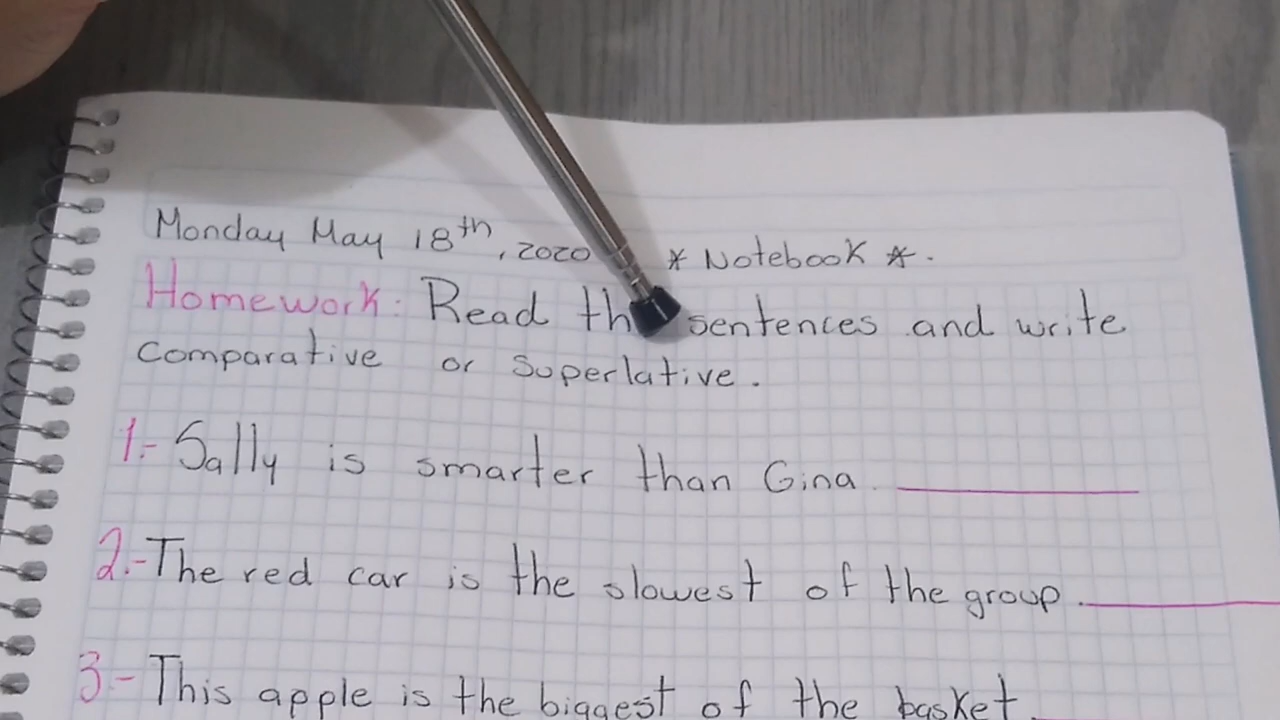 Monday May 18th, 2020 * Notebook *.
Homework: Read the sentences and write
comparative or superlative.
1.- Sally is smarter than Gina.
2.- The red car is the slowest of the group.
3.- This apple is the biggest of the basket.